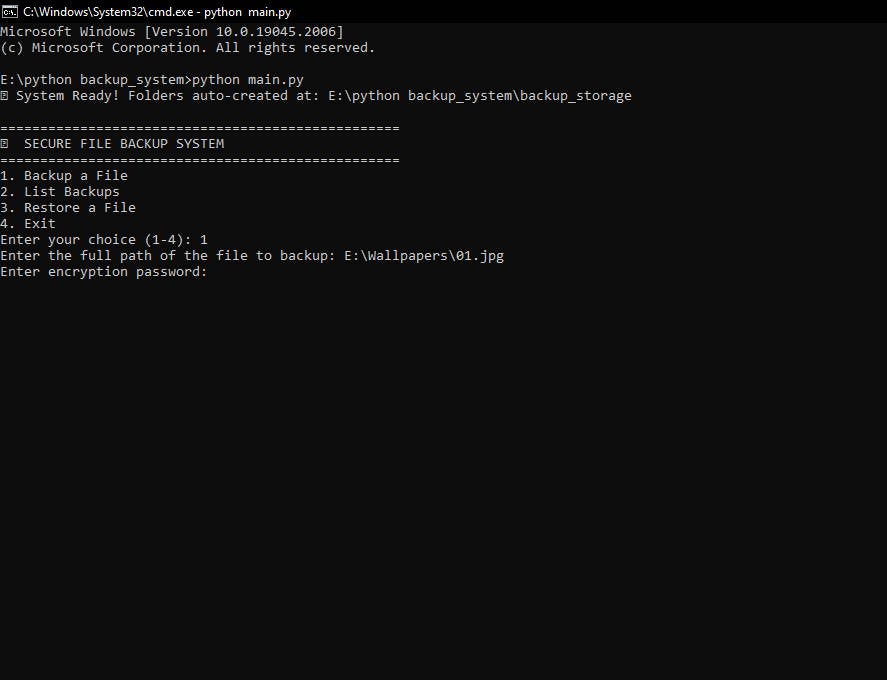 C:\Windows\System32\cmd.exe - python  main.py
Microsoft Windows [Version 10.0.19045.2006]
(c) Microsoft Corporation. All rights reserved.
E:\python backup_system>python main.py
System Ready! Folders auto-created at: E:\python backup_system\backup_storage
==================================================
SECURE FILE BACKUP SYSTEM
==================================================
1. Backup a File
2. List Backups
3. Restore a File
4. Exit
Enter your choice (1-4): 1
Enter the full path of the file to backup: E:\Wallpapers\01.jpg
Enter encryption password: